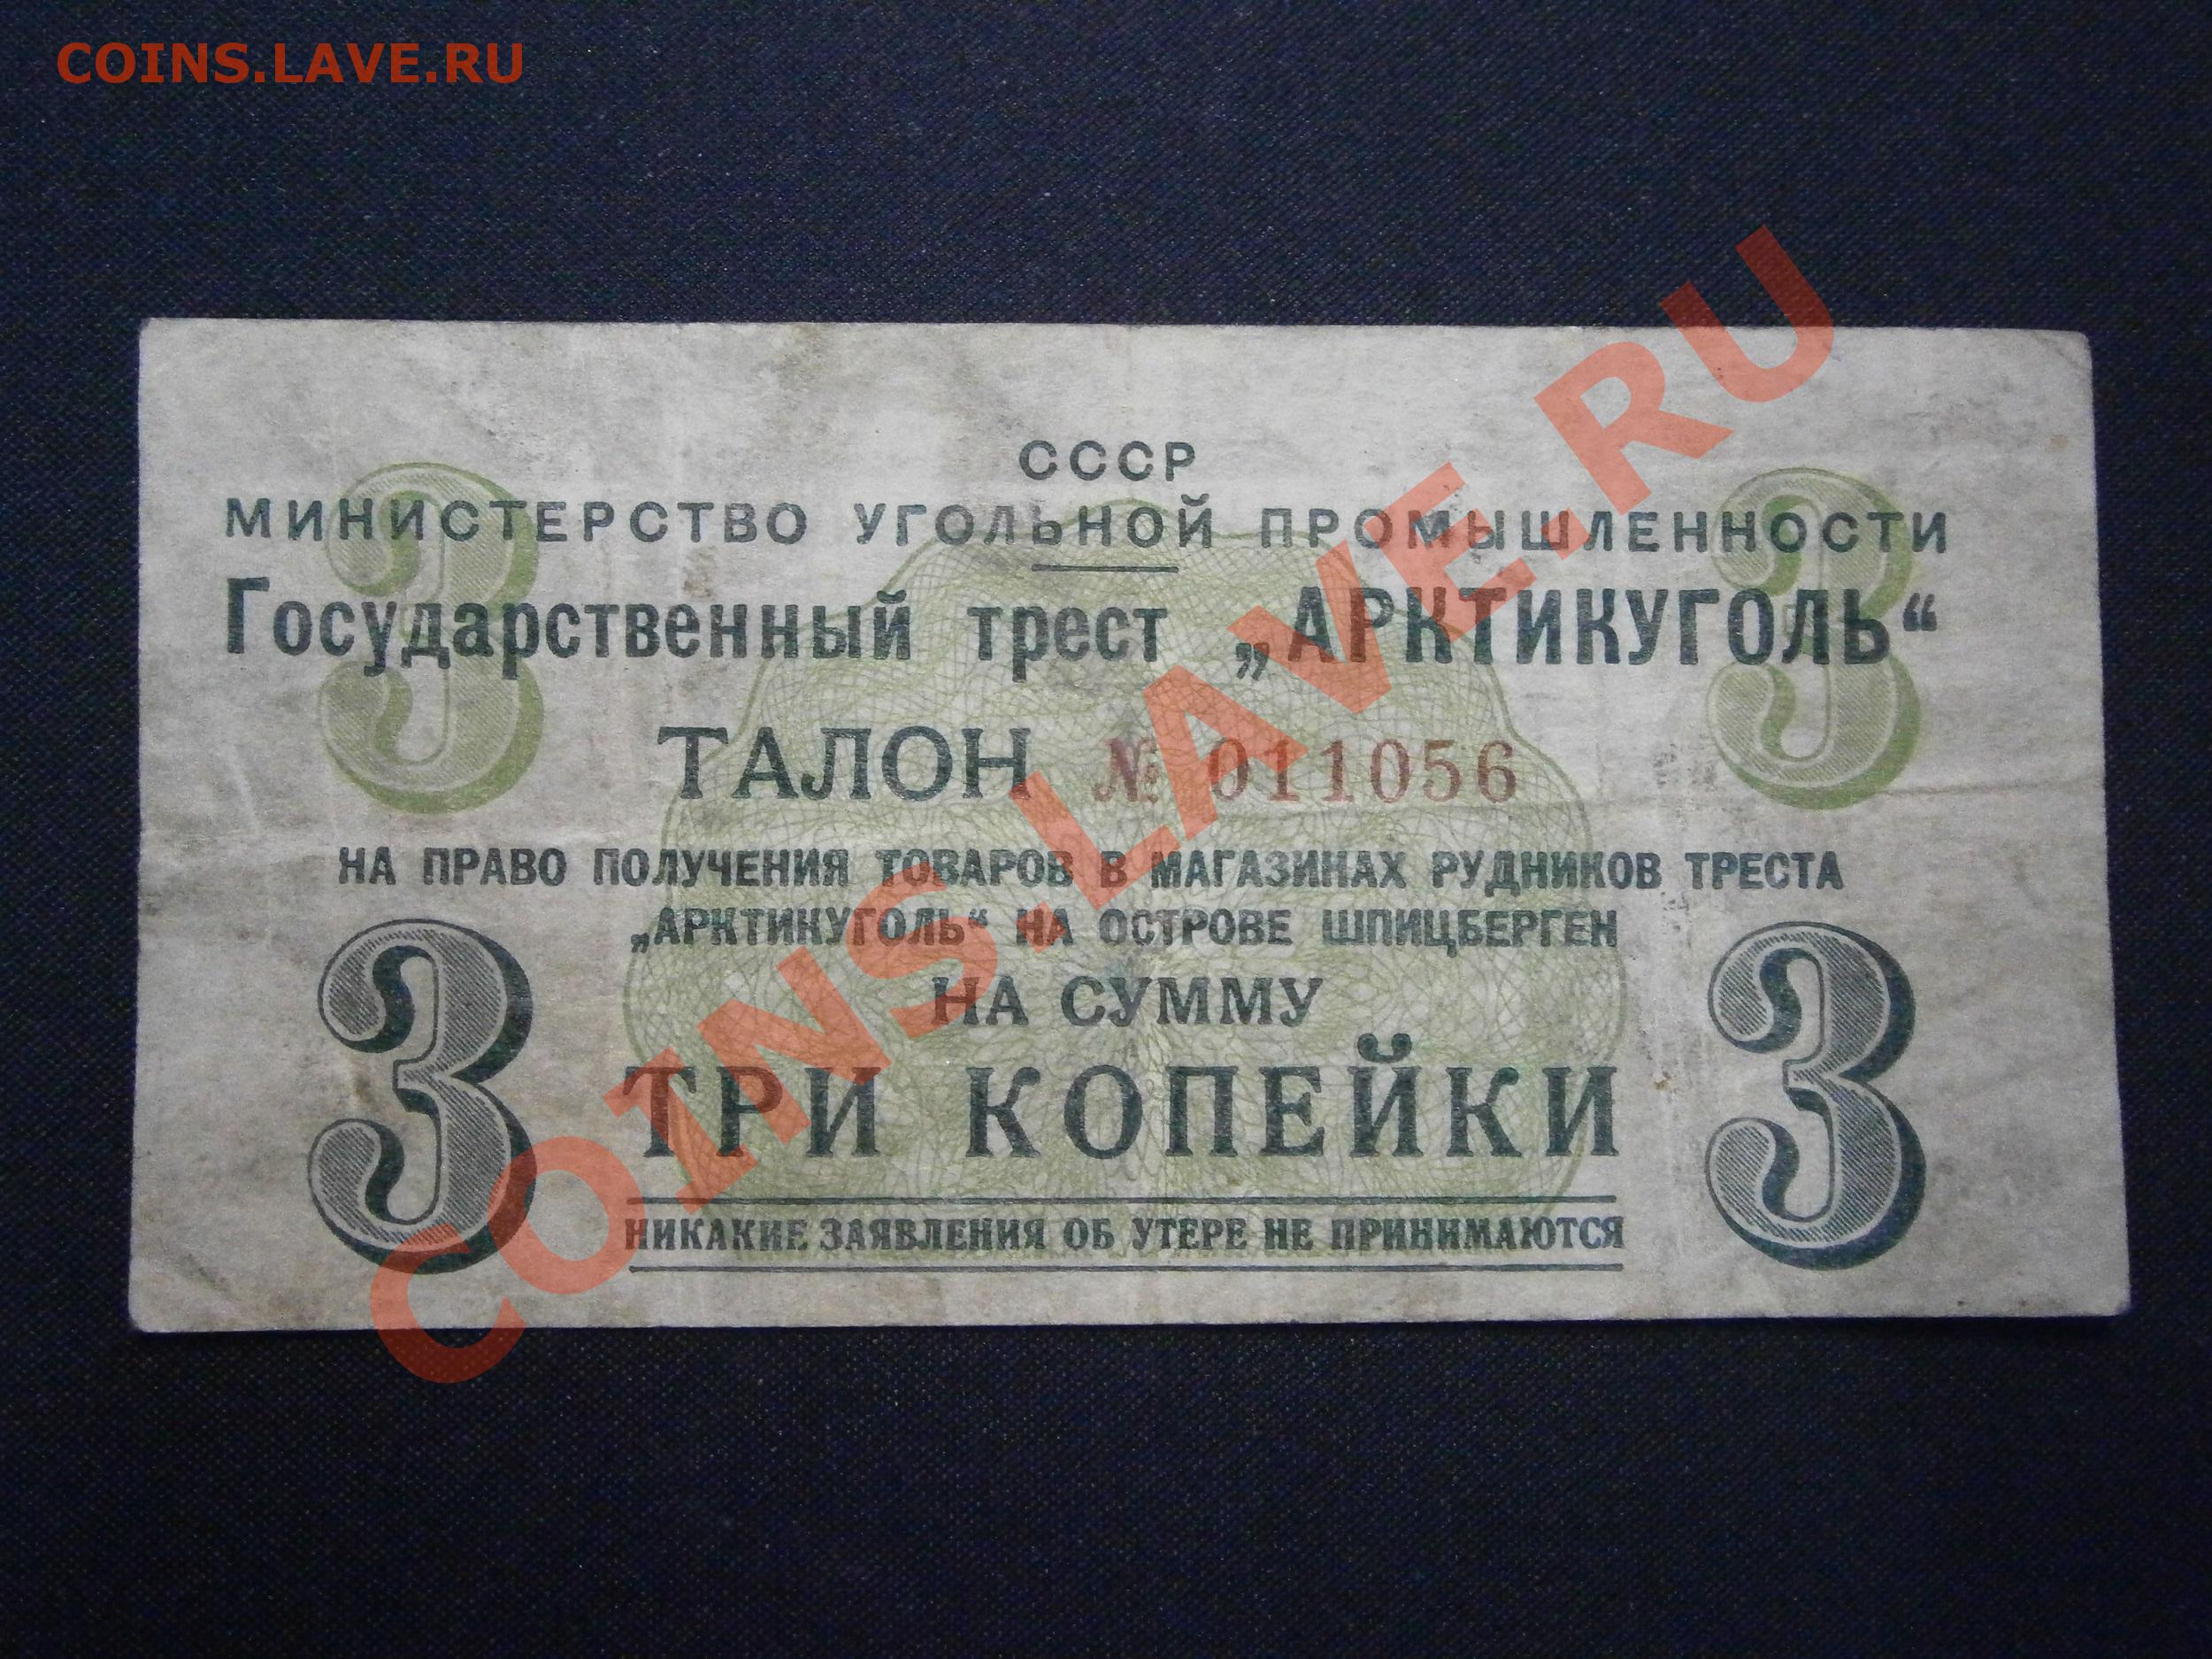 COINS.LAVE.RU
СССР
МИНИСТЕРСТВО УГОЛЬНОЙ ПРОМЫШЛЕННОСТИ
Государственный трест „АРКТИКУГОЛЬ“
ТАЛОН № 011056
НА ПРАВО ПОЛУЧЕНИЯ ТОВАРОВ В МАГАЗИНАХ РУДНИКОВ ТРЕСТА
„АРКТИКУГОЛЬ“ НА ОСТРОВЕ ШПИЦБЕРГЕН
НА СУММУ
ТРИ КОПЕЙКИ
НИКАКИЕ ЗАЯВЛЕНИЯ ОБ УТЕРЕ НЕ ПРИНИМАЮТСЯ
3
3
3
3
COINS.LAVE.RU